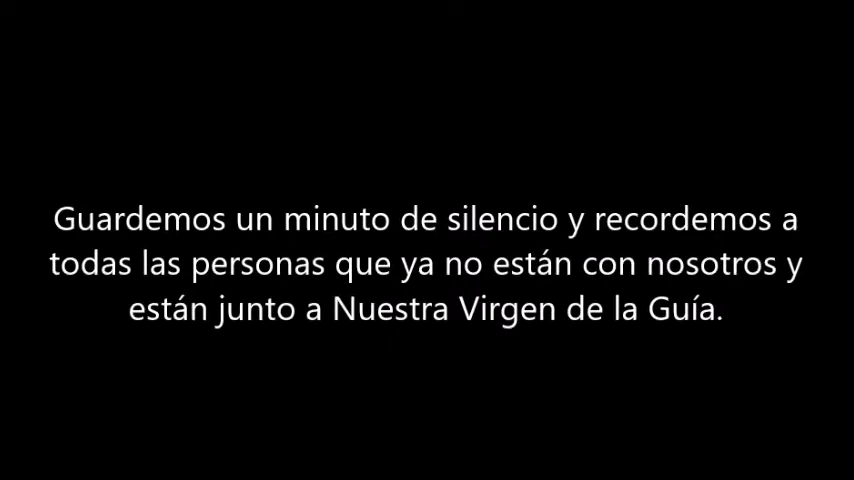 Guardemos un minuto de silencio y recordemos a
todas las personas que ya no están con nosotros y
están junto a Nuestra Virgen de la Guía.